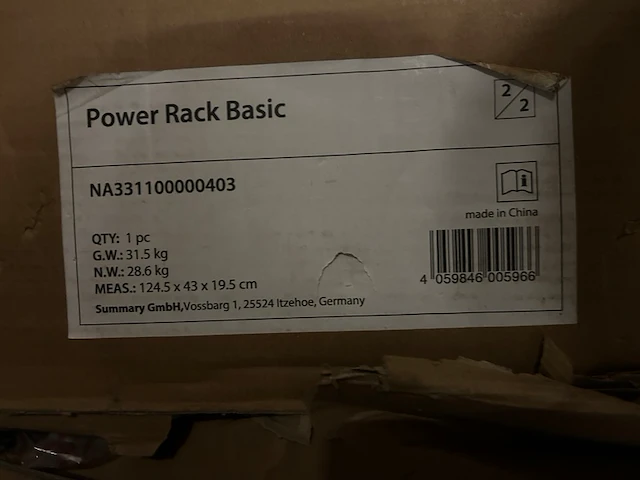 Power Rack Basic
2/2
NA331100000403
made in China
QTY: 1 pc
G.W.: 31.5 kg
N.W.: 28.6 kg
MEAS.: 124.5 x 43 x 19.5 cm
4 059846 005966
Summary GmbH,Vossbarg 1, 25524 Itzehoe, Germany